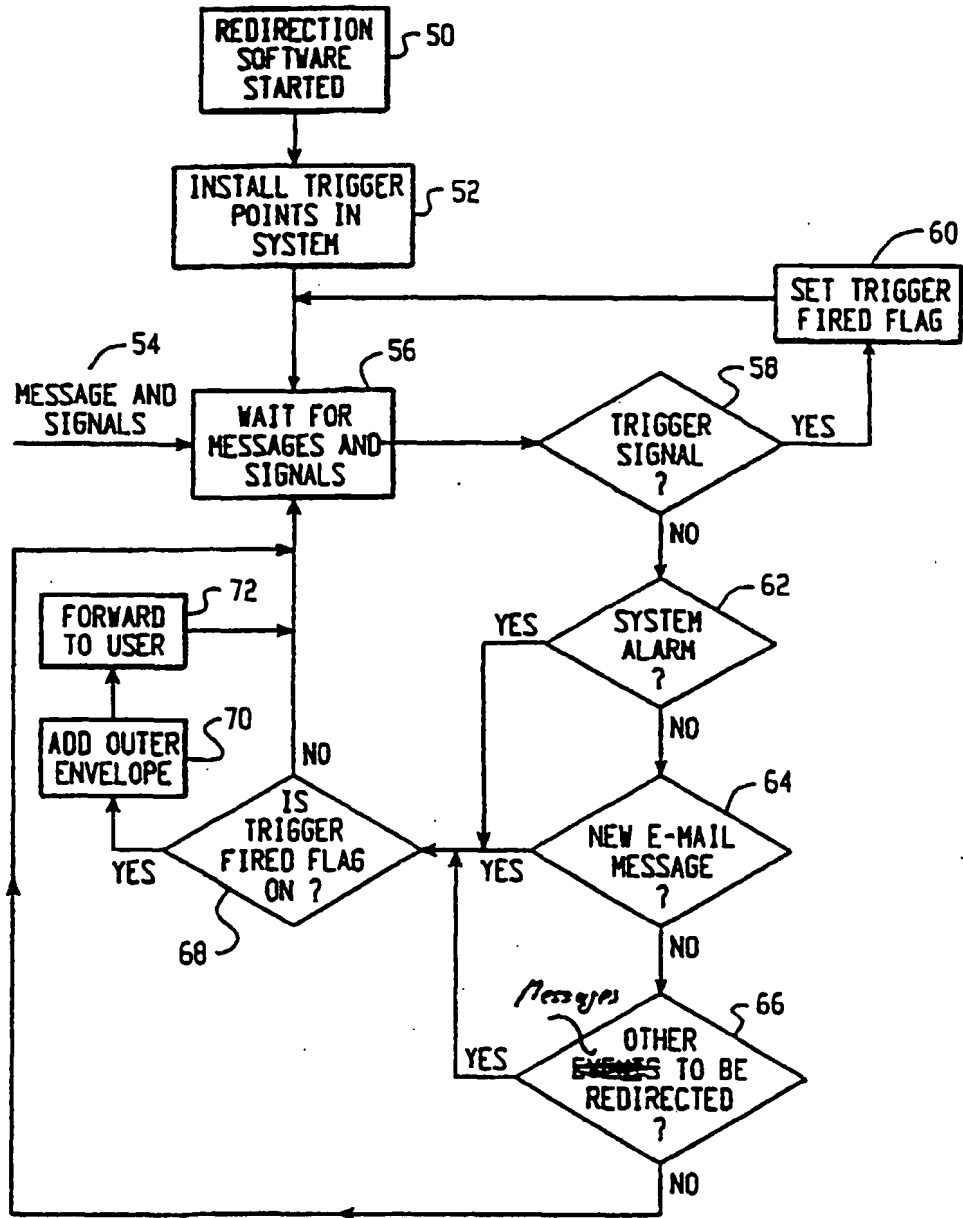 REDIRECTION
SOFTWARE
STARTED
50
INSTALL TRIGGER
POINTS IN
SYSTEM
52
60
SET TRIGGER
FIRED FLAG
54
MESSAGE AND
SIGNALS
56
WAIT FOR
MESSAGES AND
SIGNALS
58
TRIGGER
SIGNAL
?
YES
NO
62
SYSTEM
ALARM
?
YES
NO
72
FORWARD
TO USER
70
ADD OUTER
ENVELOPE
64
NEW E-MAIL
MESSAGE
?
YES
NO
IS
TRIGGER
FIRED FLAG
ON ?
NO
YES
68
Messages
66
OTHER
EVENTS TO BE
REDIRECTED
?
YES
NO